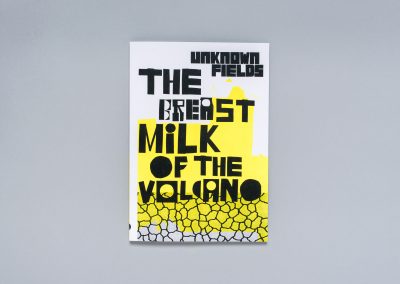 UNKNOWN
FIELDS
THE
BREAST
MiLK
OF THE
VOLCANO